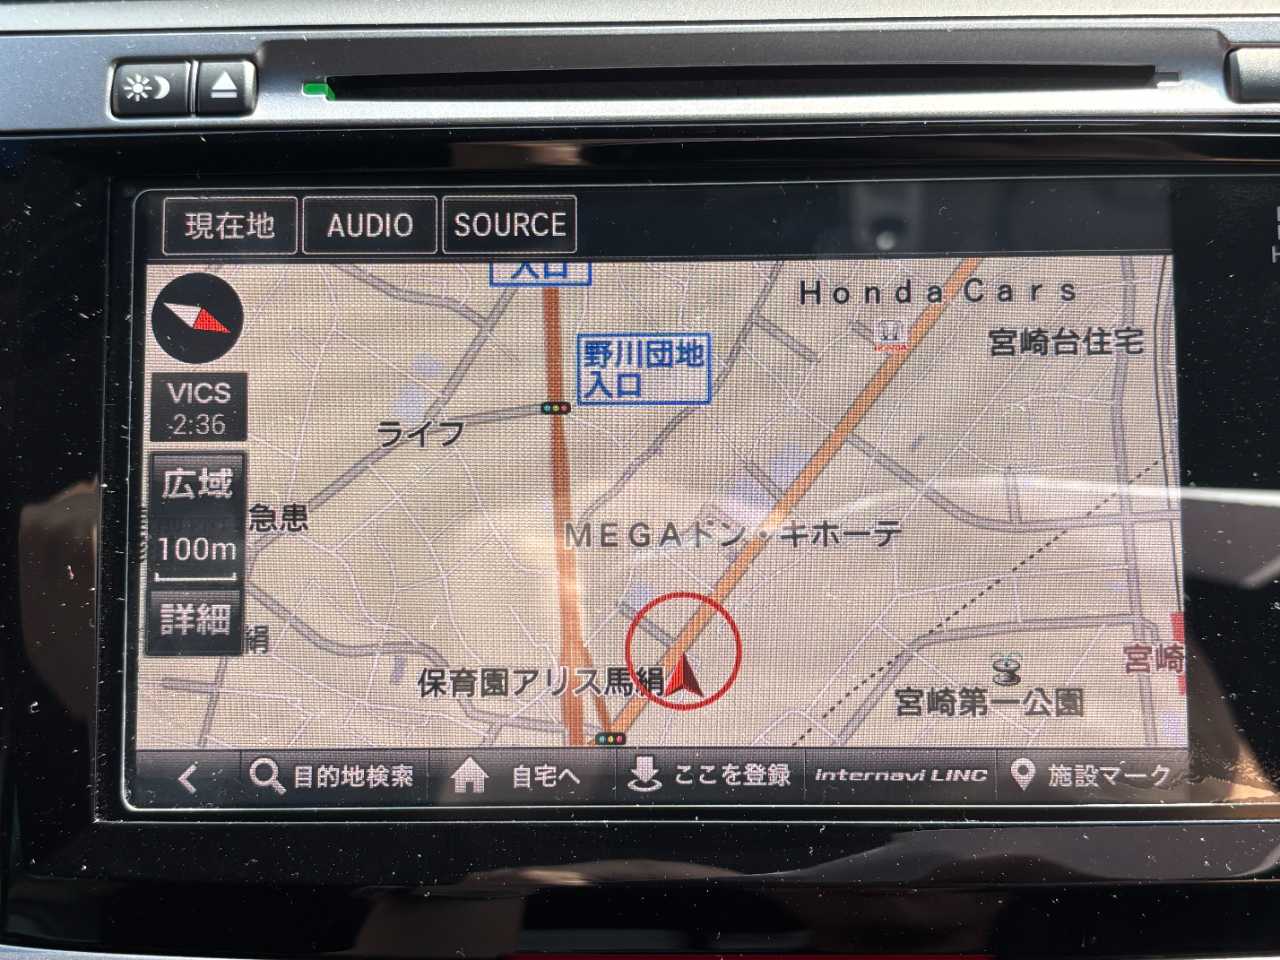 現在地
AUDIO
SOURCE
入口
Honda Cars
宮崎台住宅
野川団地
入口
VICS
-2:36
ライフ
広域
急患
MEGAドン・キホーテ
100m
詳細
絹
保育園アリス馬絹
宮崎
宮崎第一公園
目的地検索
自宅へ
ここを登録
internavi LINC
施設マーク